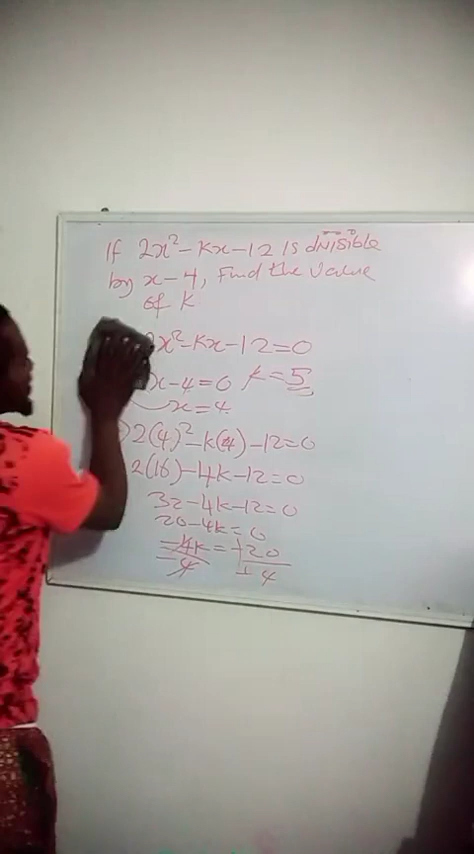 If 2x² - kx - 12 is divisible
by x - 4, Find the value
of k
2x² - kx - 12 = 0
x - 4 = 0 k = 5
x = 4
2(4)² - k(4) - 12 = 0
2(16) - 4k - 12 = 0
32 - 4k - 12 = 0
20 - 4k = 0
-4k = -20
-4 -4